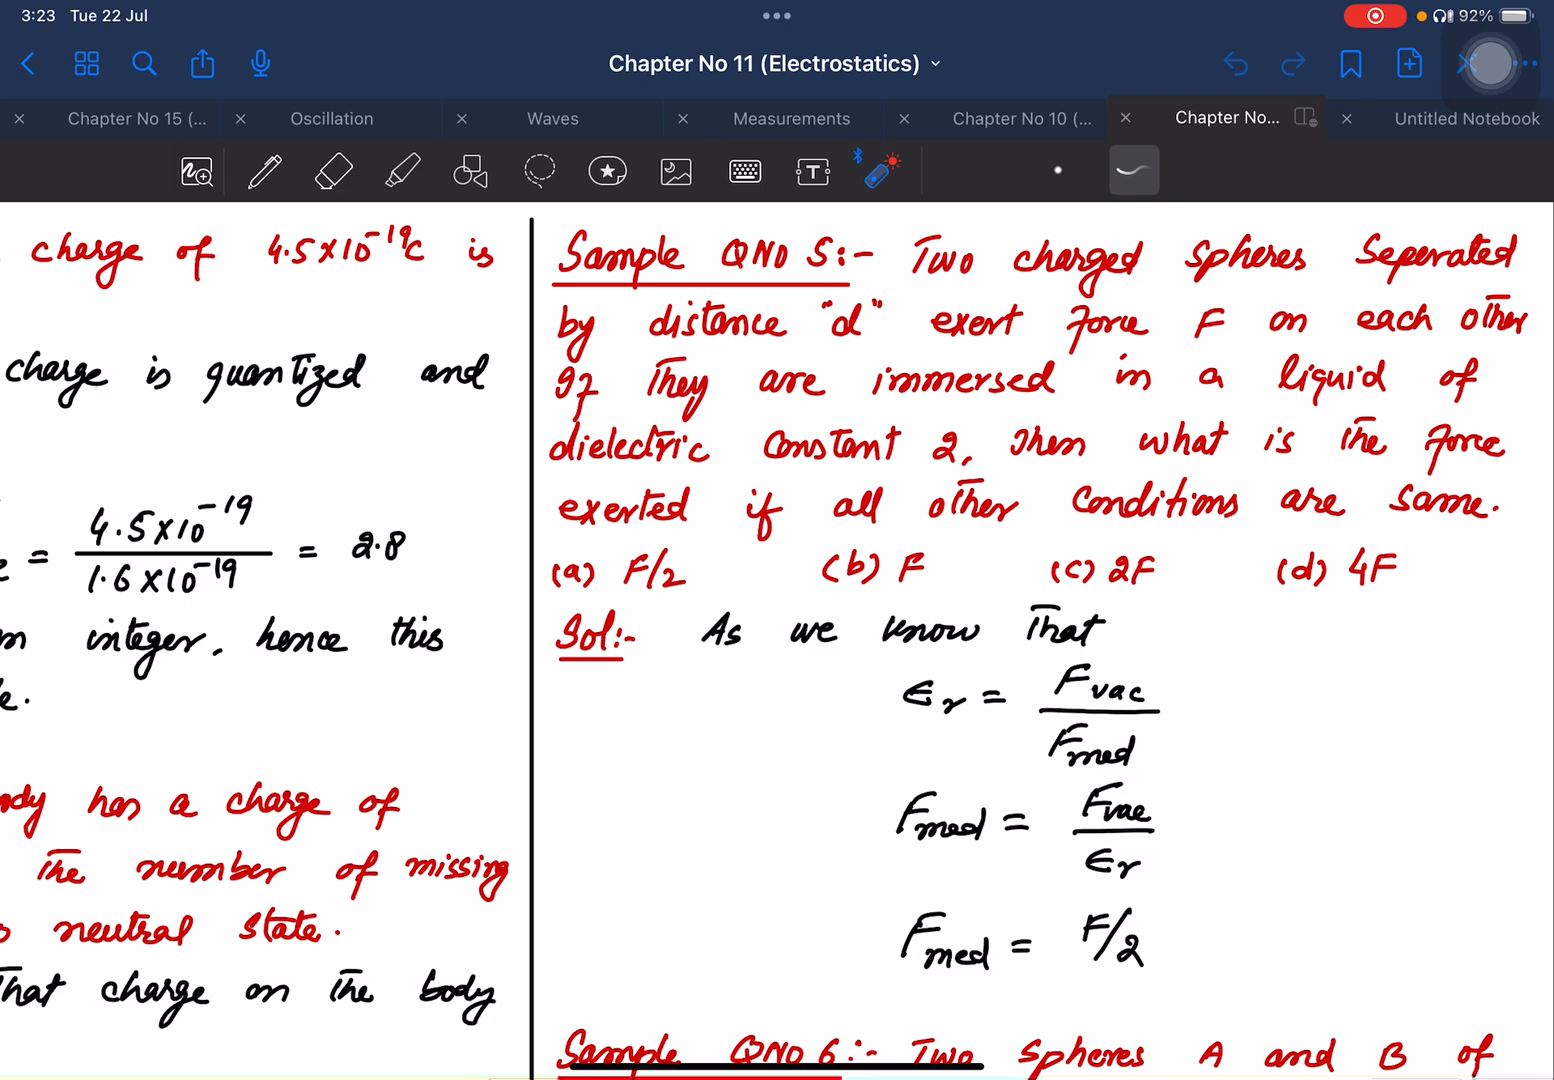 3:23 Tue 22 Jul
92%
Chapter No 11 (Electrostatics)
Chapter No 15 (...
Oscillation
Waves
Measurements
Chapter No 10 (...
Chapter No...
Untitled Notebook
T
charge of 4.5×10⁻¹⁹C is
charge is quantized and
= 4.5×10⁻¹⁹ / 1.6×10⁻¹⁹ = 2.8
integer, hence this
has a charge of
The number of missing
neutral state.
That charge on the body
Sample QNO 5:- Two charged spheres seperated
by distance "d" exert force F on each other
If They are immersed in a liquid of
dielectric constant 2, Then what is the force
exerted if all other conditions are same.
(a) F/2 (b) F (c) 2F (d) 4F
Sol:- As we know That
ϵr = Fvac / Fmed
Fmed = Fvac / ϵr
Fmed = F/2
Sample QNO 6:- Two spheres A and B of